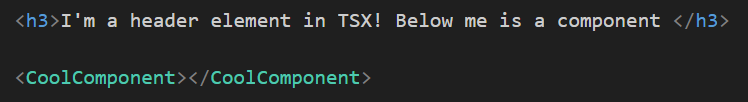 <h3>I'm a header element in TSX! Below me is a component </h3>
<CoolComponent></CoolComponent>